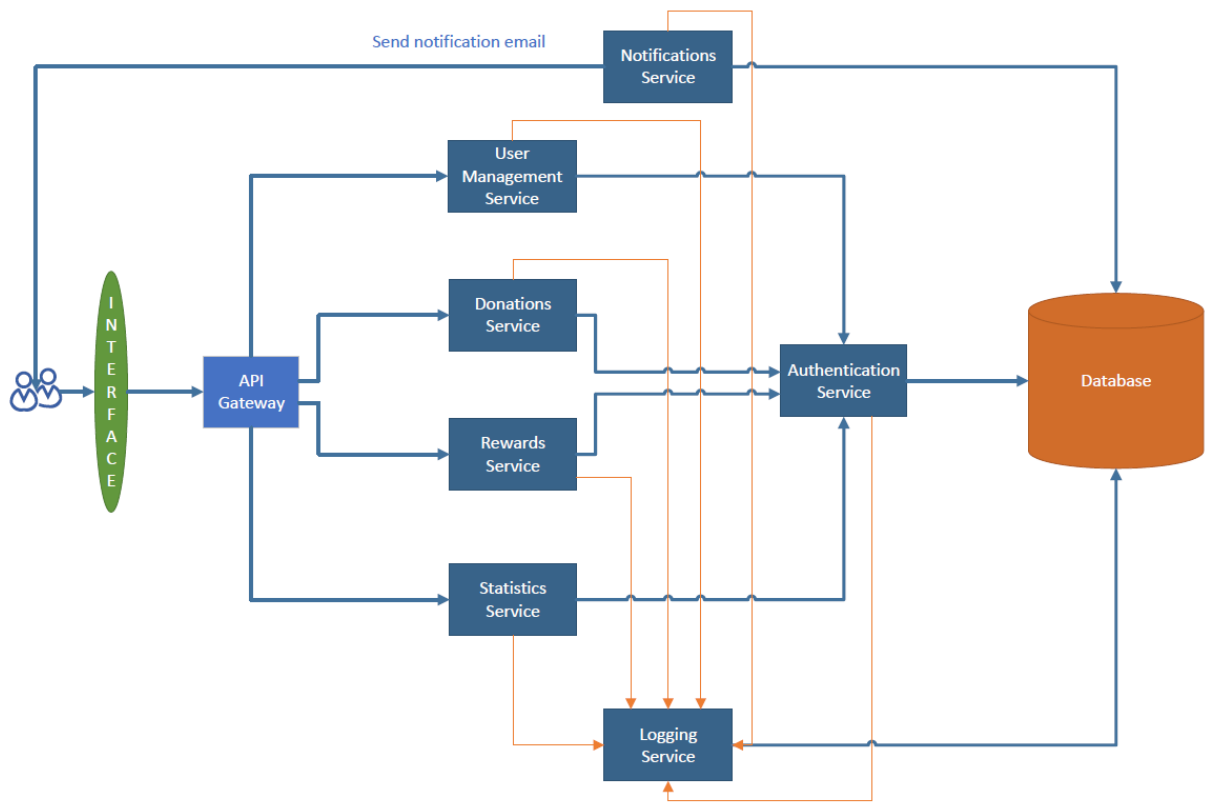 Send notification email
Notifications
Service
User
Management
Service
Donations
Service
I
N
T
E
R
F
A
C
E
API
Gateway
Authentication
Service
Database
Rewards
Service
Statistics
Service
Logging
Service